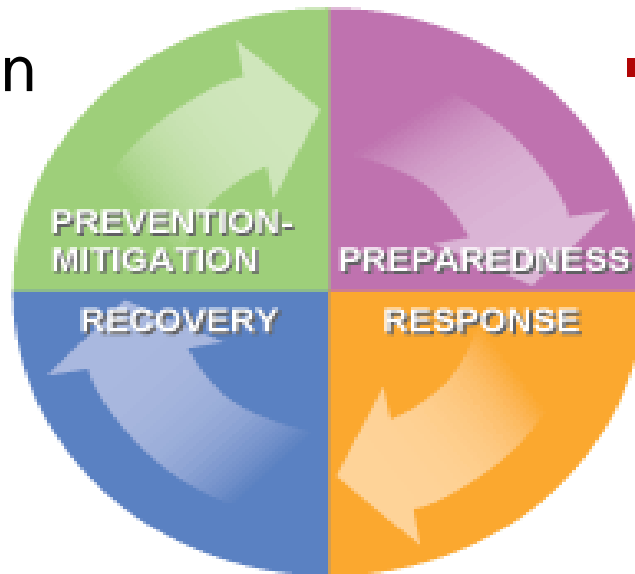 n
PREVENTION-
MITIGATION
PREPAREDNESS
RECOVERY
RESPONSE